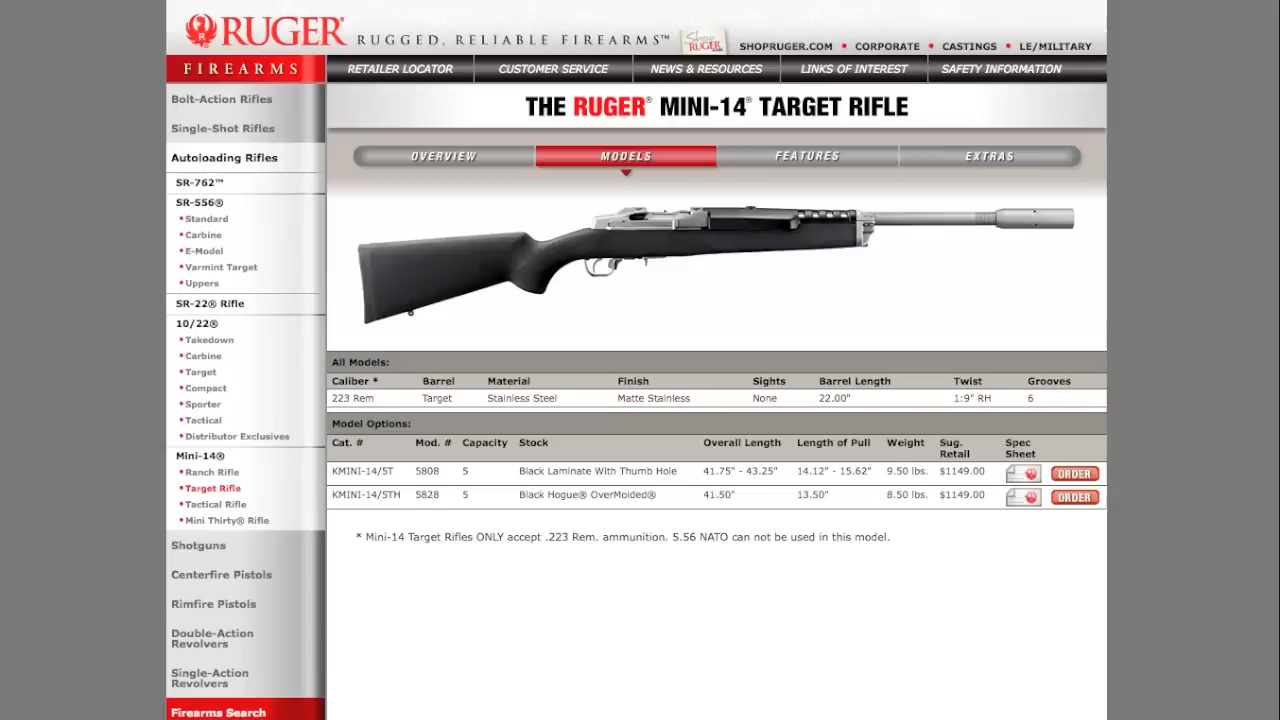 RUGER® RUGGED, RELIABLE FIREARMS™
Shop RUGER
SHOPRUGER.COM • CORPORATE • CASTINGS • LE/MILITARY
FIREARMS
RETAILER LOCATOR
CUSTOMER SERVICE
NEWS & RESOURCES
LINKS OF INTEREST
SAFETY INFORMATION
Bolt-Action Rifles
Single-Shot Rifles
Autoloading Rifles
SR-762™
SR-556®
Standard
Carbine
E-Model
Varmint Target
Uppers
SR-22® Rifle
10/22®
Takedown
Carbine
Target
Compact
Sporter
Tactical
Distributor Exclusives
Mini-14®
Ranch Rifle
Target Rifle
Tactical Rifle
Mini Thirty® Rifle
Shotguns
Centerfire Pistols
Rimfire Pistols
Double-Action
Revolvers
Single-Action
Revolvers
Firearms Search
THE RUGER® MINI-14® TARGET RIFLE
OVERVIEW
MODELS
FEATURES
EXTRAS
All Models:
Caliber * Barrel Material Finish Sights Barrel Length Twist Grooves
223 Rem Target Stainless Steel Matte Stainless None 22.00" 1:9" RH 6
Model Options:
Cat. # Mod. # Capacity Stock Overall Length Length of Pull Weight Sug. Retail Spec Sheet
KMINI-14/5T 5808 5 Black Laminate With Thumb Hole 41.75" - 43.25" 14.12" - 15.62" 9.50 lbs. $1149.00 ORDER
KMINI-14/5TH 5828 5 Black Hogue® OverMolded® 41.50" 13.50" 8.50 lbs. $1149.00 ORDER
* Mini-14 Target Rifles ONLY accept .223 Rem. ammunition. 5.56 NATO can not be used in this model.